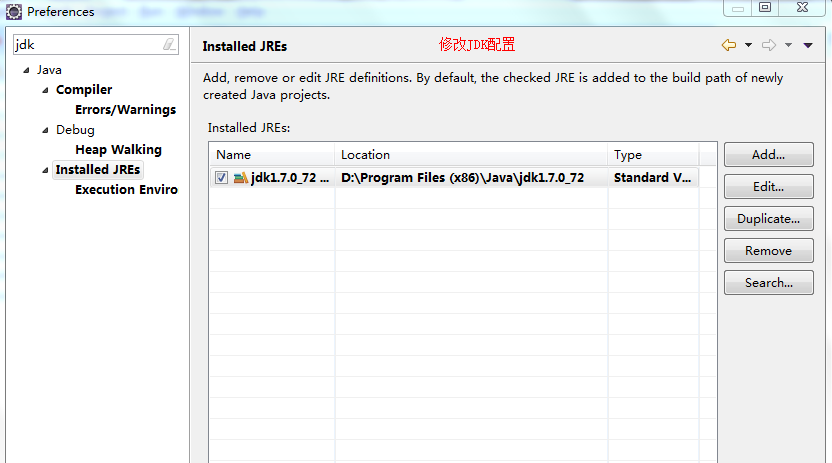 Preferences
jdk
Java
Compiler
Errors/Warnings
Debug
Heap Walking
Installed JREs
Execution Enviro
Installed JREs
修改JDK配置
Add, remove or edit JRE definitions. By default, the checked JRE is added to the build path of newly
created Java projects.
Installed JREs:
Name Location Type
jdk1.7.0_72 ... D:\Program Files (x86)\Java\jdk1.7.0_72 Standard V...
Add...
Edit...
Duplicate...
Remove
Search...